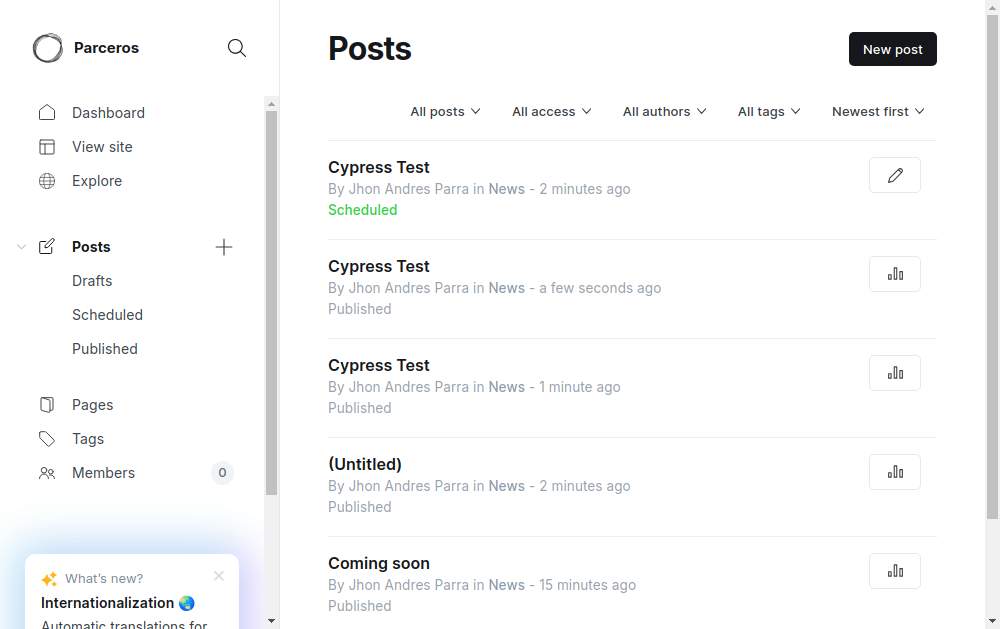 Parceros
Dashboard
View site
Explore
Posts
Drafts
Scheduled
Published
Pages
Tags
Members 0
What's new?
Internationalization 🌏
Automatic translations for
Posts
New post
All posts All access All authors All tags Newest first
Cypress Test
By Jhon Andres Parra in News - 2 minutes ago
Scheduled
Cypress Test
By Jhon Andres Parra in News - a few seconds ago
Published
Cypress Test
By Jhon Andres Parra in News - 1 minute ago
Published
(Untitled)
By Jhon Andres Parra in News - 2 minutes ago
Published
Coming soon
By Jhon Andres Parra in News - 15 minutes ago
Published